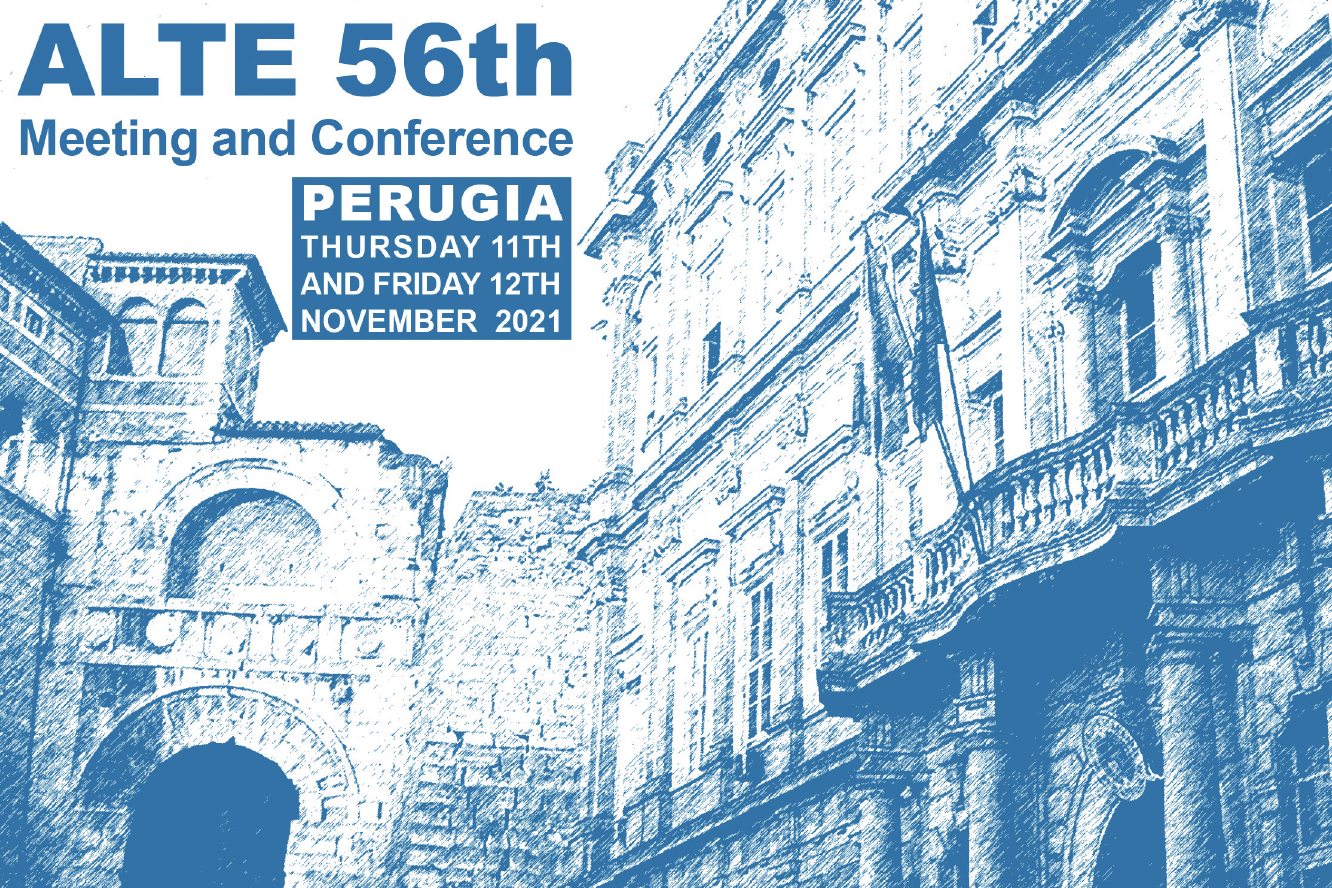 ALTE 56th
Meeting and Conference
PERUGIA
THURSDAY 11TH
AND FRIDAY 12TH
NOVEMBER 2021